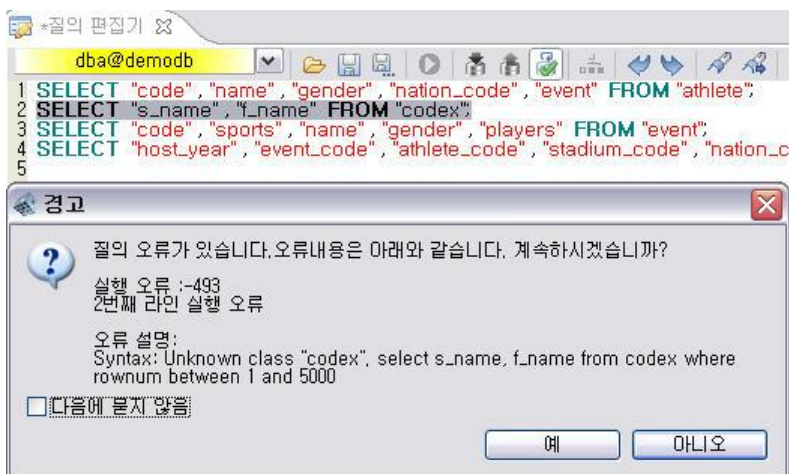 *질의 편집기
dba@demodb
1 SELECT "code" , "name" , "gender" , "nation_code" , "event" FROM "athlete";
2 SELECT "s_name" , "f_name" FROM "codex";
3 SELECT "code" , "sports" , "name" , "gender" , "players" FROM "event";
4 SELECT "host_year" , "event_code" , "athlete_code" , "stadium_code" , "nation_c
5
경고
질의 오류가 있습니다.오류내용은 아래와 같습니다. 계속하시겠습니까?
실행 오류 :-493
2번째 라인 실행 오류
오류 설명:
Syntax: Unknown class "codex", select s_name, f_name from codex where
rownum between 1 and 5000
다음에 묻지 않음
예
아니오